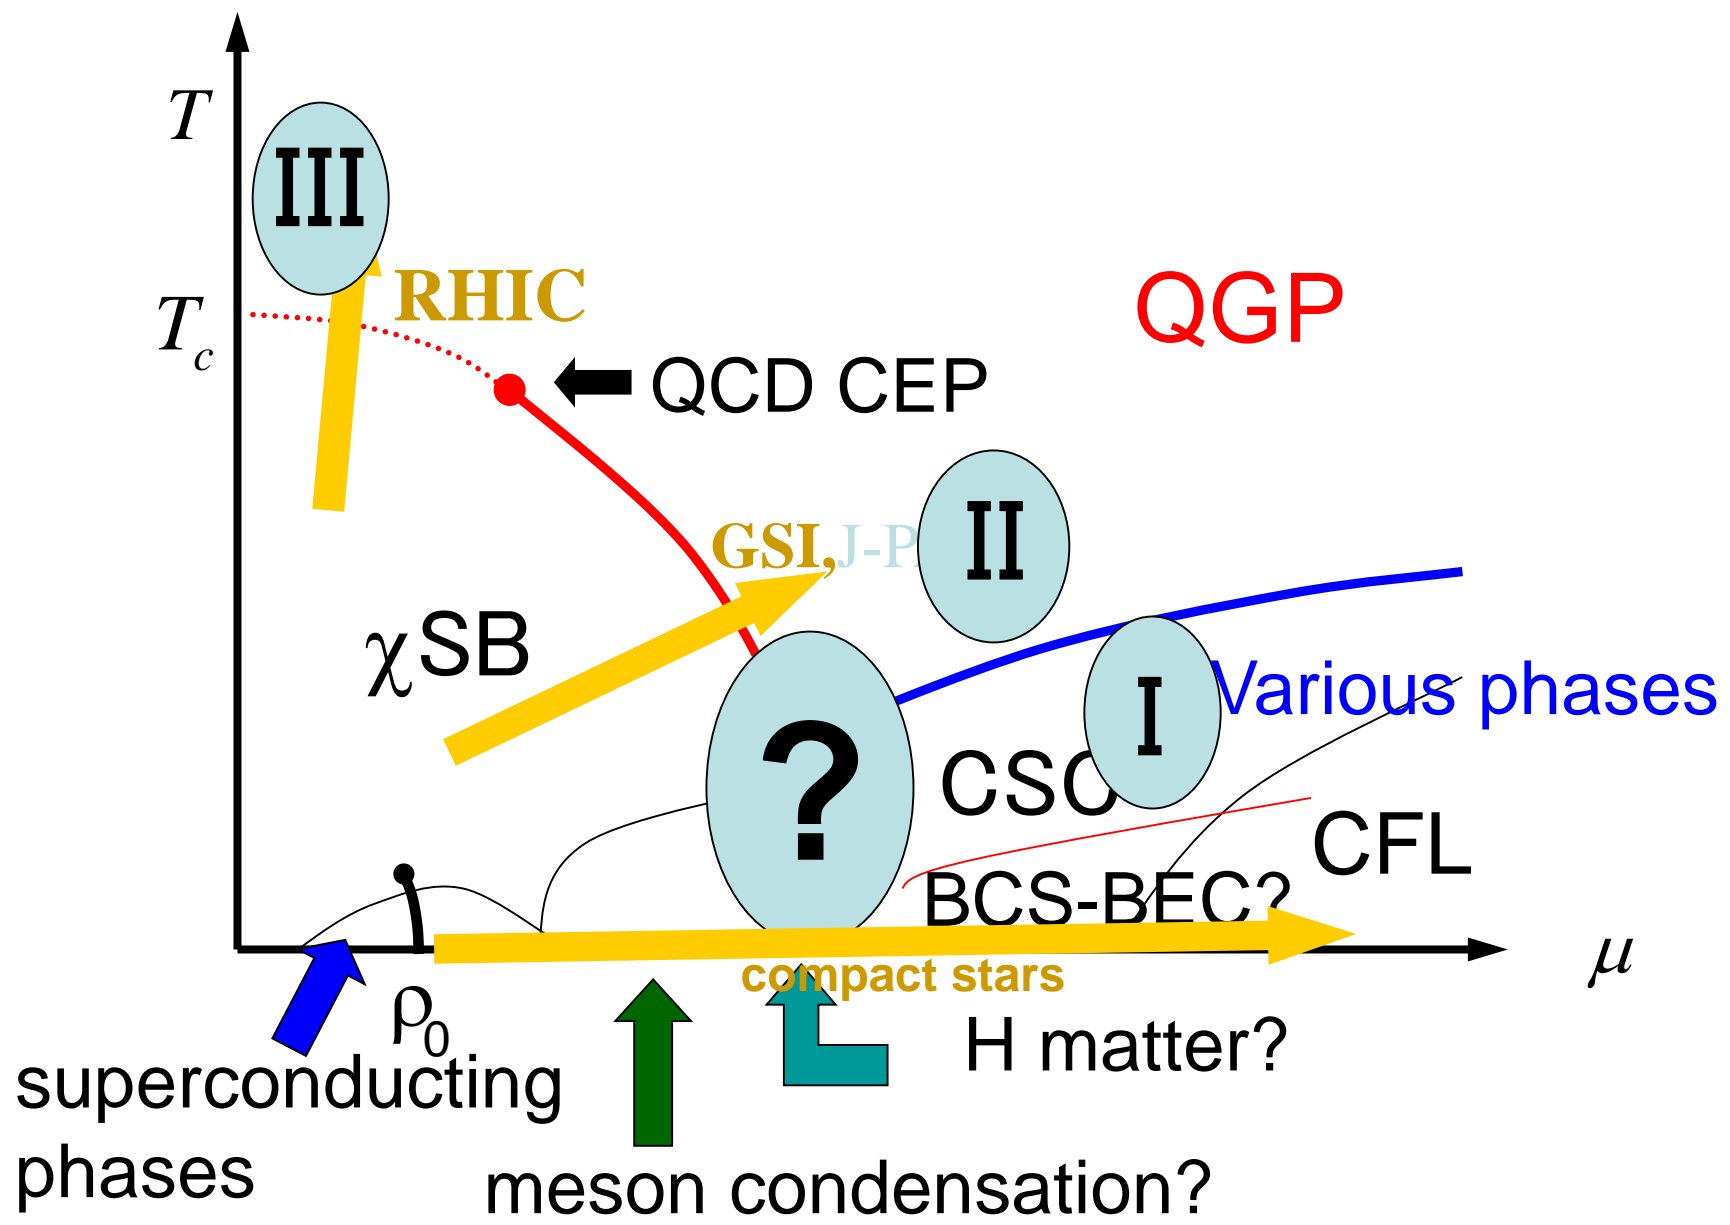 T
III
RHIC
QGP
T_c
QCD CEP
GSI,J-P
II
χSB
I
Various phases
?
CSC
CFL
BCS-BEC?
μ
compact stars
ρ_0
H matter?
superconducting
phases
meson condensation?